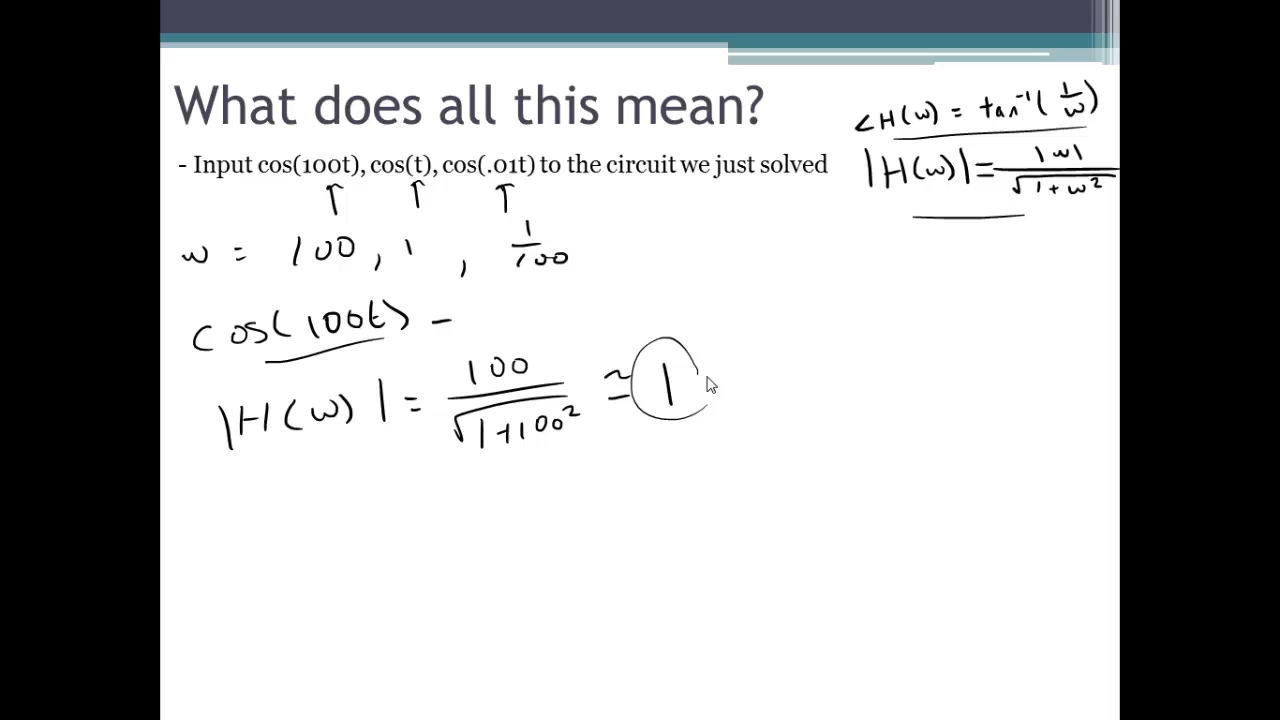 What does all this mean?
- Input cos(100t), cos(t), cos(.01t) to the circuit we just solved
∠H(w) = tan⁻¹(1/w)
|H(w)| = |w|/√(1+w²)
w = 100, 1, 1/100
cos(100t) -
|H(w)| = 100/√(1+100²) ≈ 1